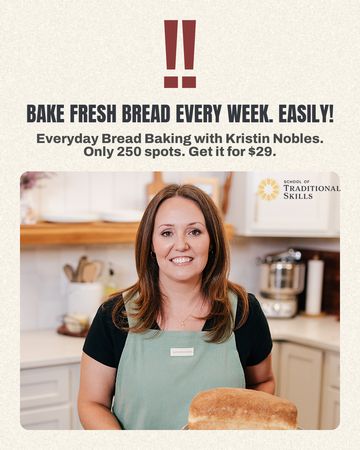 !!
BAKE FRESH BREAD EVERY WEEK. EASILY!
Everyday Bread Baking with Kristin Nobles.
Only 250 spots. Get it for $29.
SCHOOL OF
TRADITIONAL
SKILLS